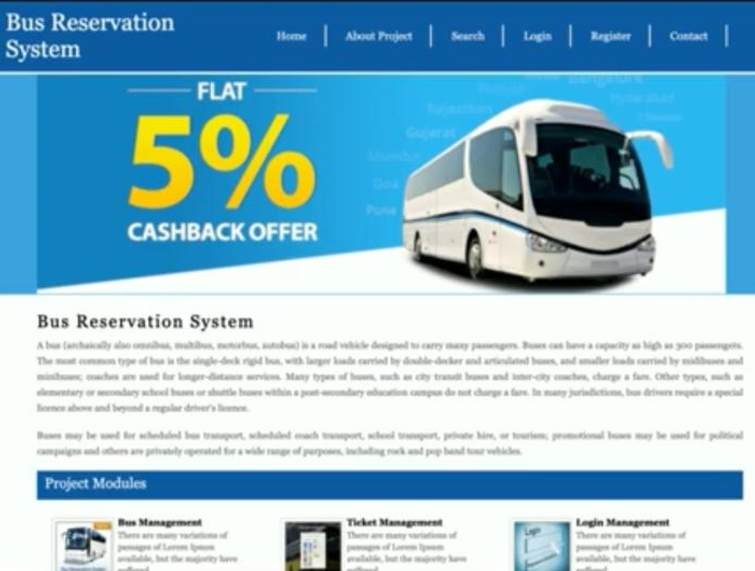 Bus Reservation
System
Home
About Project
Search
Login
Register
Contact
FLAT
5%
CASHBACK OFFER
Bangalore
Hyderabad
Rajasthan
Gujarat
Mumbai
Goa
Pune
Bus Reservation System
A bus (archaically also omnibus, multibus, motorbus, autobus) is a road vehicle designed to carry many passengers. Buses can have a capacity as high as 300 passengers.
The most common type of bus is the single-deck rigid bus, with larger loads carried by double-decker and articulated buses, and smaller loads carried by midibuses and
minibuses; coaches are used for longer-distance services. Many types of buses, such as city transit buses and inter-city coaches, charge a fare. Other types, such as
elementary or secondary school buses or shuttle buses within a post-secondary education campus do not charge a fare. In many jurisdictions, bus drivers require a special
licence above and beyond a regular driver's licence.
Buses may be used for scheduled bus transport, scheduled coach transport, school transport, private hire, or tourism; promotional buses may be used for political
campaigns and others are privately operated for a wide range of purposes, including rock and pop band tour vehicles.
Project Modules
Bus Management
There are many variations of
passages of Lorem Ipsum
available, but the majority have
Ticket Management
There are many variations of
passages of Lorem Ipsum
available, but the majority have
Login
Login Management
There are many variations of
passages of Lorem Ipsum
available, but the majority have